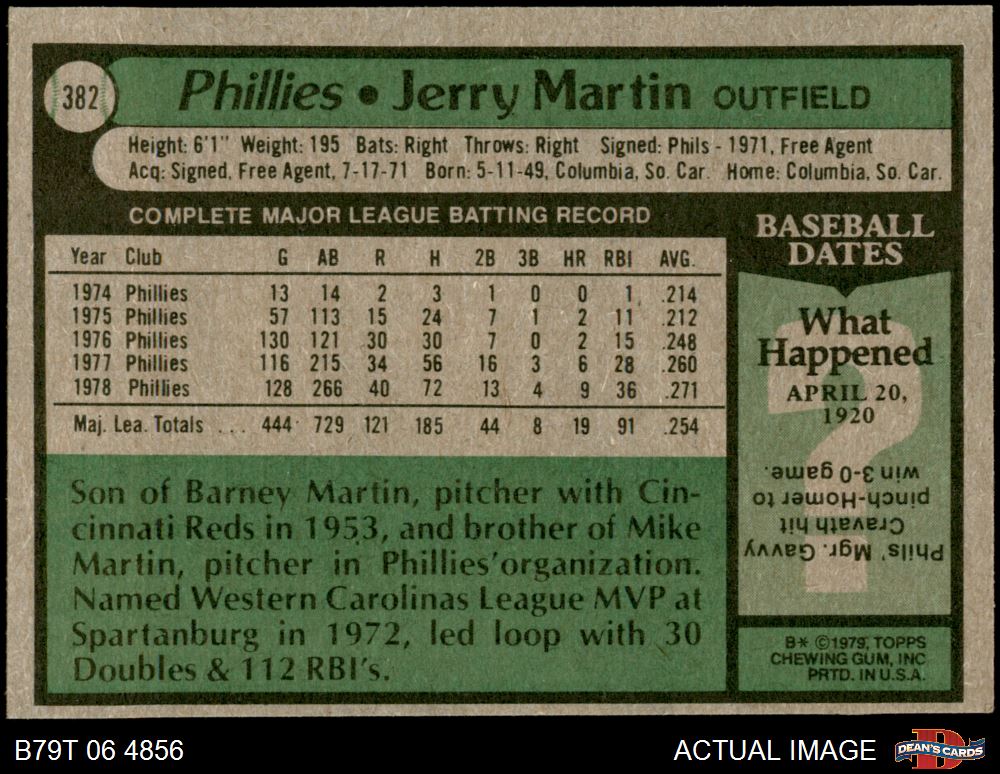 382
Phillies • Jerry Martin OUTFIELD
Height: 6'1" Weight: 195 Bats: Right Throws: Right Signed: Phils - 1971, Free Agent
Acq: Signed, Free Agent, 7-17-71 Born: 5-11-49, Columbia, So. Car. Home: Columbia, So. Car.
COMPLETE MAJOR LEAGUE BATTING RECORD
Year Club G AB R H 2B 3B HR RBI AVG.
1974 Phillies 13 14 2 3 1 0 0 1 .214
1975 Phillies 57 113 15 24 7 1 2 11 .212
1976 Phillies 130 121 30 30 7 0 2 15 .248
1977 Phillies 116 215 34 56 16 3 6 28 .260
1978 Phillies 128 266 40 72 13 4 9 36 .271
Maj. Lea. Totals ... 444 729 121 185 44 8 19 91 .254
Son of Barney Martin, pitcher with Cin-
cinnati Reds in 1953, and brother of Mike
Martin, pitcher in Phillies' organization.
Named Western Carolinas League MVP at
Spartanburg in 1972, led loop with 30
Doubles & 112 RBI's.
BASEBALL
DATES
What
Happened
APRIL 20,
1920
?
Phils' Mgr. Gavvy
Cravath hit
pinch-Homer to
win 3-0 game.
B* ©1979, TOPPS
CHEWING GUM, INC
PRTD. IN U.S.A.
B79T 06 4856
ACTUAL IMAGE
DEAN'S CARDS